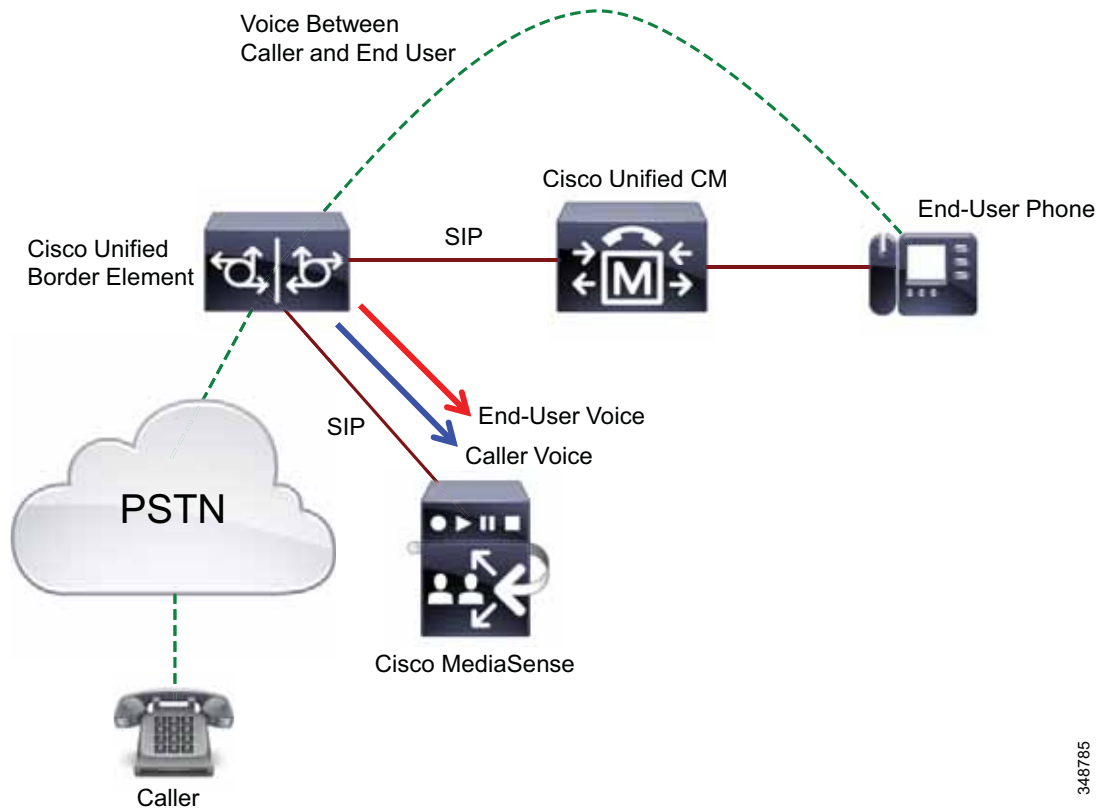 Voice Between
Caller and End User
Cisco Unified CM
End-User Phone
Cisco Unified
Border Element
SIP
M
End-User Voice
SIP
Caller Voice
PSTN
Cisco MediaSense
Caller
348785